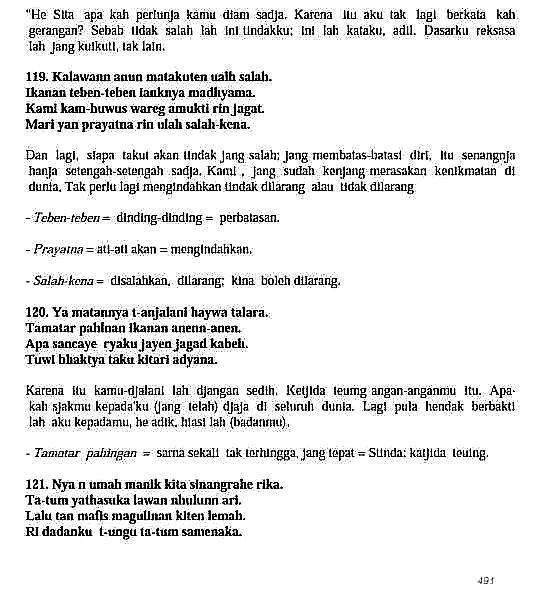 "He Sita apa kah perlunja kamu diam sadja. Karena itu aku tak lagi berkata kah
gerangan? Sebab tidak salah lah ini tindakku; ini lah kataku, adil. Dasarku reksasa
lah jang kuikuti, tak lain.
119. Kalawann anun matakuten ualh salah.
Ikanan teben-teben lanknya madhyama.
Kami kam-huwus wareg amukti rin jagat.
Mari yan prayatna rin ulah salah-kena.
Dan lagi, siapa takut akan tindak jang salah; jang membatas-batasi diri, itu senangnja
hanja setengah-setengah sadja. Kami , jang sudah kenjang merasakan kenikmatan di
dunia, Tak perlu lagi mengindahkan tindak dilarang atau tidak dilarang
- Teben-teben = dinding-dinding = perbatasan.
- Prayatna = ati-ati akan = mengindahkan.
- Salah-kena = disalahkan, dilarang; kina boleh dilarang.
120. Ya matannya t-anjalani haywa talara.
Tamatar pahinan ikanan anenn-anen.
Apa sancaye ryaku jayen jagad kabeh.
Tuwi bhaktya taku kitari adyana.
Karena itu kamu-djalani lah djangan sedih. Ketjida teumg angan-anganmu itu. Apa-
kah sjakmu kepada'ku (jang telah) djaja di seluruh dunia. Lagi pula hendak berbakti
lah aku kepadamu, he adik, hiasi lah (badanmu).
- Tamatar pahingan = sama sekali tak terhingga, jang tepat = Sunda; katjida teuing.
121. Nya n umah manik kita sinangrahe rika.
Ta-tum yathasuka lawan nhulunn ari.
Lalu tan mafis magulinan kiten lemah.
RI dadanku t-ungu ta-tum samenaka.
491